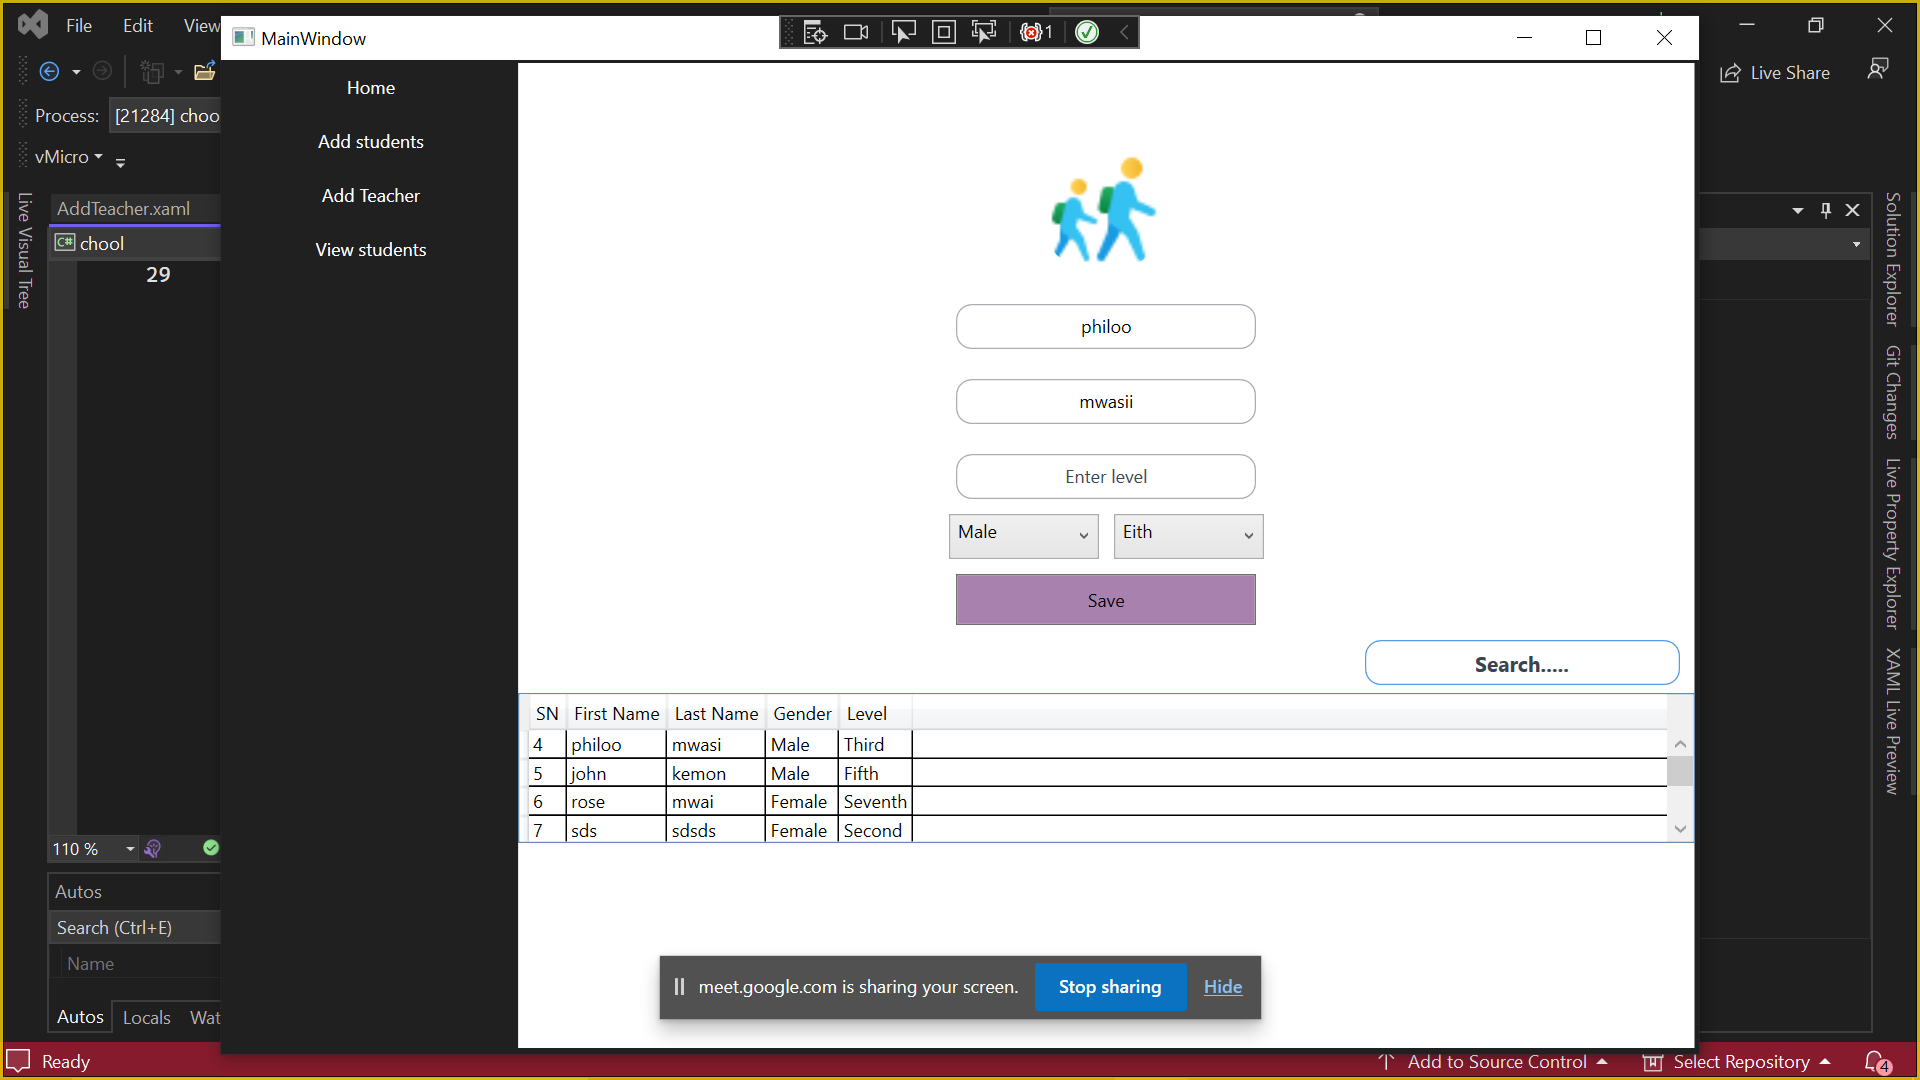 File Edit View
MainWindow
1
Live Share
Process: [21284] choo
vMicro
Home
Add students
Add Teacher
View students
Live Visual Tree
AddTeacher.xaml
C# chool
29
philoo
mwasii
Enter level
Male
Eith
Save
Search.....
SN First Name Last Name Gender Level
4 philoo mwasi Male Third
5 john kemon Male Fifth
6 rose mwai Female Seventh
7 sds sdsds Female Second
110 %
Autos
Search (Ctrl+E)
Name
Autos Locals Wat
meet.google.com is sharing your screen. Stop sharing Hide
Solution Explorer
Git Changes
Live Property Explorer
XAML Live Preview
Ready
Add to Source Control
Select Repository
4